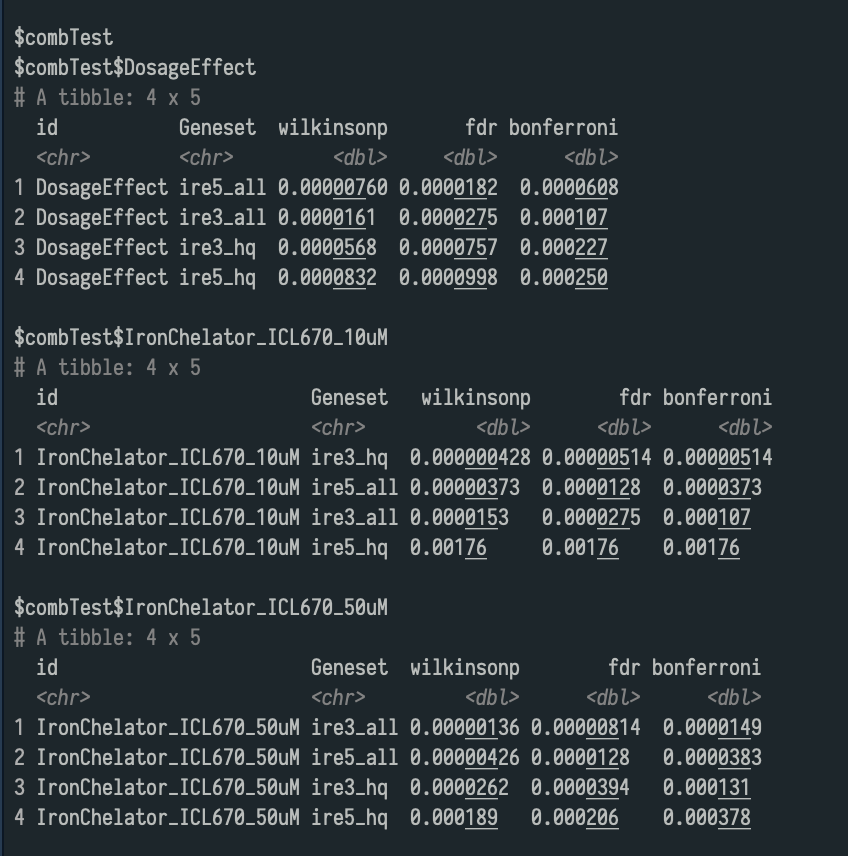 $combTest
$combTest$DosageEffect
# A tibble: 4 x 5
id Geneset wilkinsonp fdr bonferroni
<chr> <chr> <dbl> <dbl> <dbl>
1 DosageEffect ire5_all 0.00000760 0.0000182 0.0000608
2 DosageEffect ire3_all 0.0000161 0.0000275 0.000107
3 DosageEffect ire3_hq 0.0000568 0.0000757 0.000227
4 DosageEffect ire5_hq 0.0000832 0.0000998 0.000250
$combTest$IronChelator_ICL670_10uM
# A tibble: 4 x 5
id Geneset wilkinsonp fdr bonferroni
<chr> <chr> <dbl> <dbl> <dbl>
1 IronChelator_ICL670_10uM ire3_hq 0.000000428 0.00000514 0.00000514
2 IronChelator_ICL670_10uM ire5_all 0.00000373 0.0000128 0.0000373
3 IronChelator_ICL670_10uM ire3_all 0.0000153 0.0000275 0.000107
4 IronChelator_ICL670_10uM ire5_hq 0.00176 0.00176 0.00176
$combTest$IronChelator_ICL670_50uM
# A tibble: 4 x 5
id Geneset wilkinsonp fdr bonferroni
<chr> <chr> <dbl> <dbl> <dbl>
1 IronChelator_ICL670_50uM ire3_all 0.00000136 0.00000814 0.0000149
2 IronChelator_ICL670_50uM ire5_all 0.00000426 0.0000128 0.0000383
3 IronChelator_ICL670_50uM ire3_hq 0.0000262 0.0000394 0.000131
4 IronChelator_ICL670_50uM ire5_hq 0.000189 0.000206 0.000378